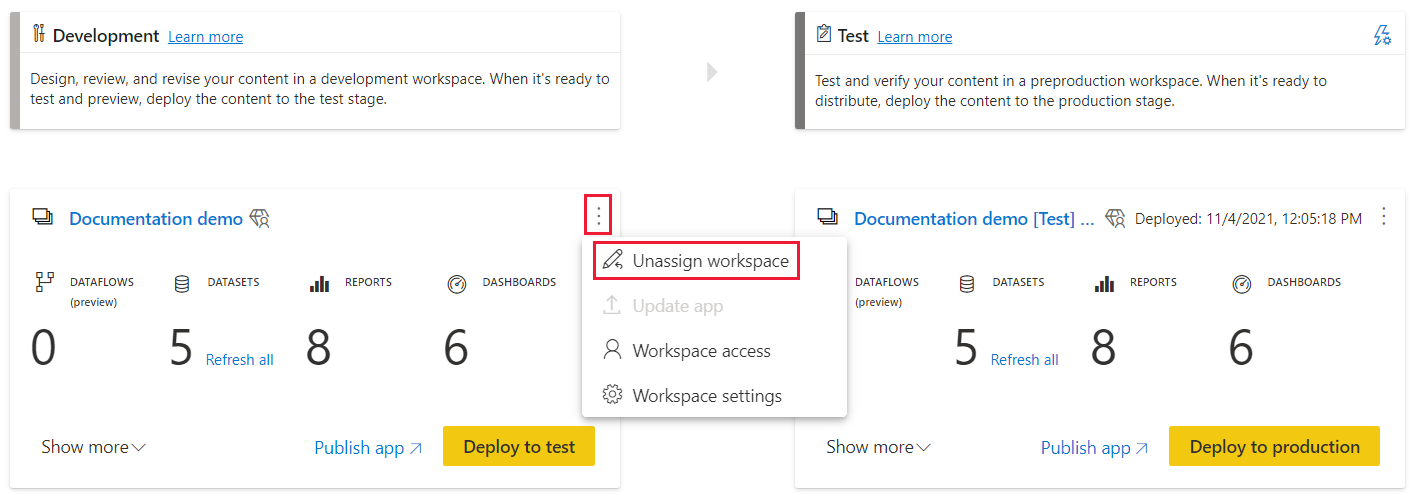 Development Learn more
Design, review, and revise your content in a development workspace. When it's ready to
test and preview, deploy the content to the test stage.
Test Learn more
Test and verify your content in a preproduction workspace. When it's ready to
distribute, deploy the content to the production stage.
Documentation demo
DATAFLOWS
(preview)
DATASETS
REPORTS
DASHBOARDS
0
5
Refresh all
8
6
Show more
Publish app
Deploy to test
Unassign workspace
Update app
Workspace access
Workspace settings
Documentation demo [Test] ...
Deployed: 11/4/2021, 12:05:18 PM
DATAFLOWS
(preview)
DATASETS
REPORTS
DASHBOARDS
5
Refresh all
8
6
Show more
Publish app
Deploy to production